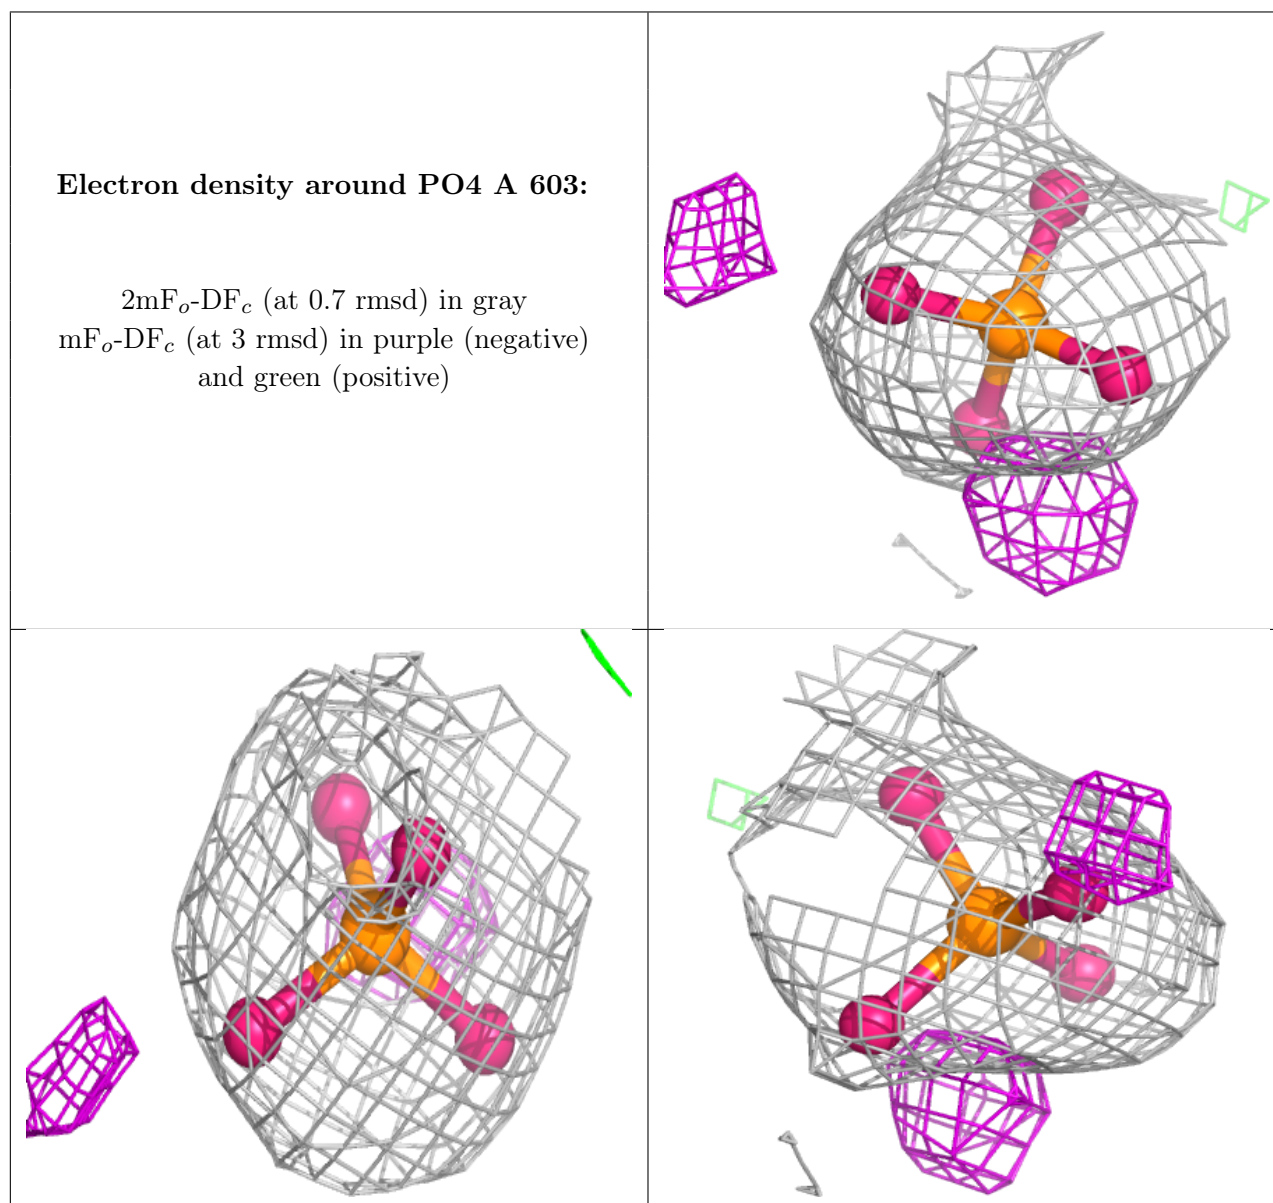 Electron density around PO4 A 603:
2mFo-DFc (at 0.7 rmsd) in gray
mFo-DFc (at 3 rmsd) in purple (negative)
and green (positive)